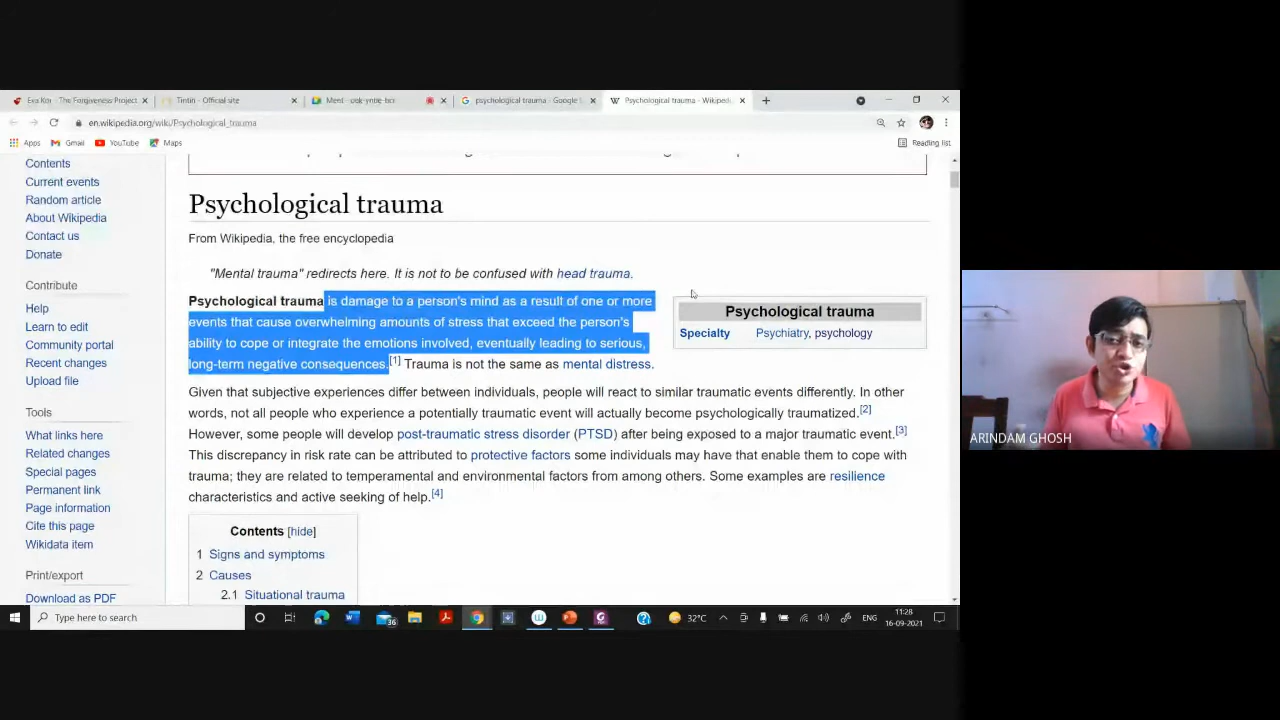 Eva Kor - The Forgiveness Project
Tintin - Official site
psychological trauma - Google
Psychological trauma - Wikipedia
en.wikipedia.org/wiki/Psychological_trauma
Apps Gmail YouTube Maps Reading list
Contents
Current events
Random article
About Wikipedia
Contact us
Donate
Contribute
Help
Learn to edit
Community portal
Recent changes
Upload file
Tools
What links here
Related changes
Special pages
Permanent link
Page information
Cite this page
Wikidata item
Print/export
Download as PDF
Psychological trauma
From Wikipedia, the free encyclopedia
"Mental trauma" redirects here. It is not to be confused with head trauma.
Psychological trauma is damage to a person's mind as a result of one or more
events that cause overwhelming amounts of stress that exceed the person's
ability to cope or integrate the emotions involved, eventually leading to serious,
long-term negative consequences.[1] Trauma is not the same as mental distress.
Psychological trauma
Specialty Psychiatry, psychology
Given that subjective experiences differ between individuals, people will react to similar traumatic events differently. In other
words, not all people who experience a potentially traumatic event will actually become psychologically traumatized.[2]
However, some people will develop post-traumatic stress disorder (PTSD) after being exposed to a major traumatic event.[3]
This discrepancy in risk rate can be attributed to protective factors some individuals may have that enable them to cope with
trauma; they are related to temperamental and environmental factors from among others. Some examples are resilience
characteristics and active seeking of help.[4]
Contents [hide]
1 Signs and symptoms
2 Causes
2.1 Situational trauma
Type here to search
36
32°C
ENG
11:28
16-09-2021
ARINDAM GHOSH